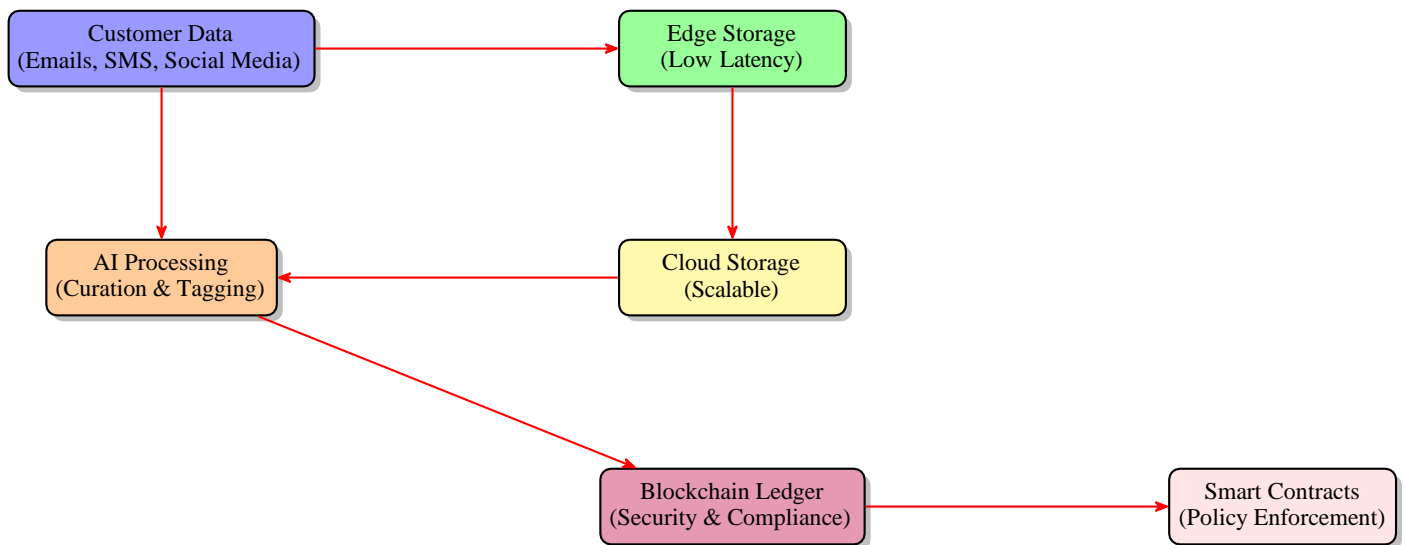 Customer Data
(Emails, SMS, Social Media)
Edge Storage
(Low Latency)
AI Processing
(Curation & Tagging)
Cloud Storage
(Scalable)
Blockchain Ledger
(Security & Compliance)
Smart Contracts
(Policy Enforcement)